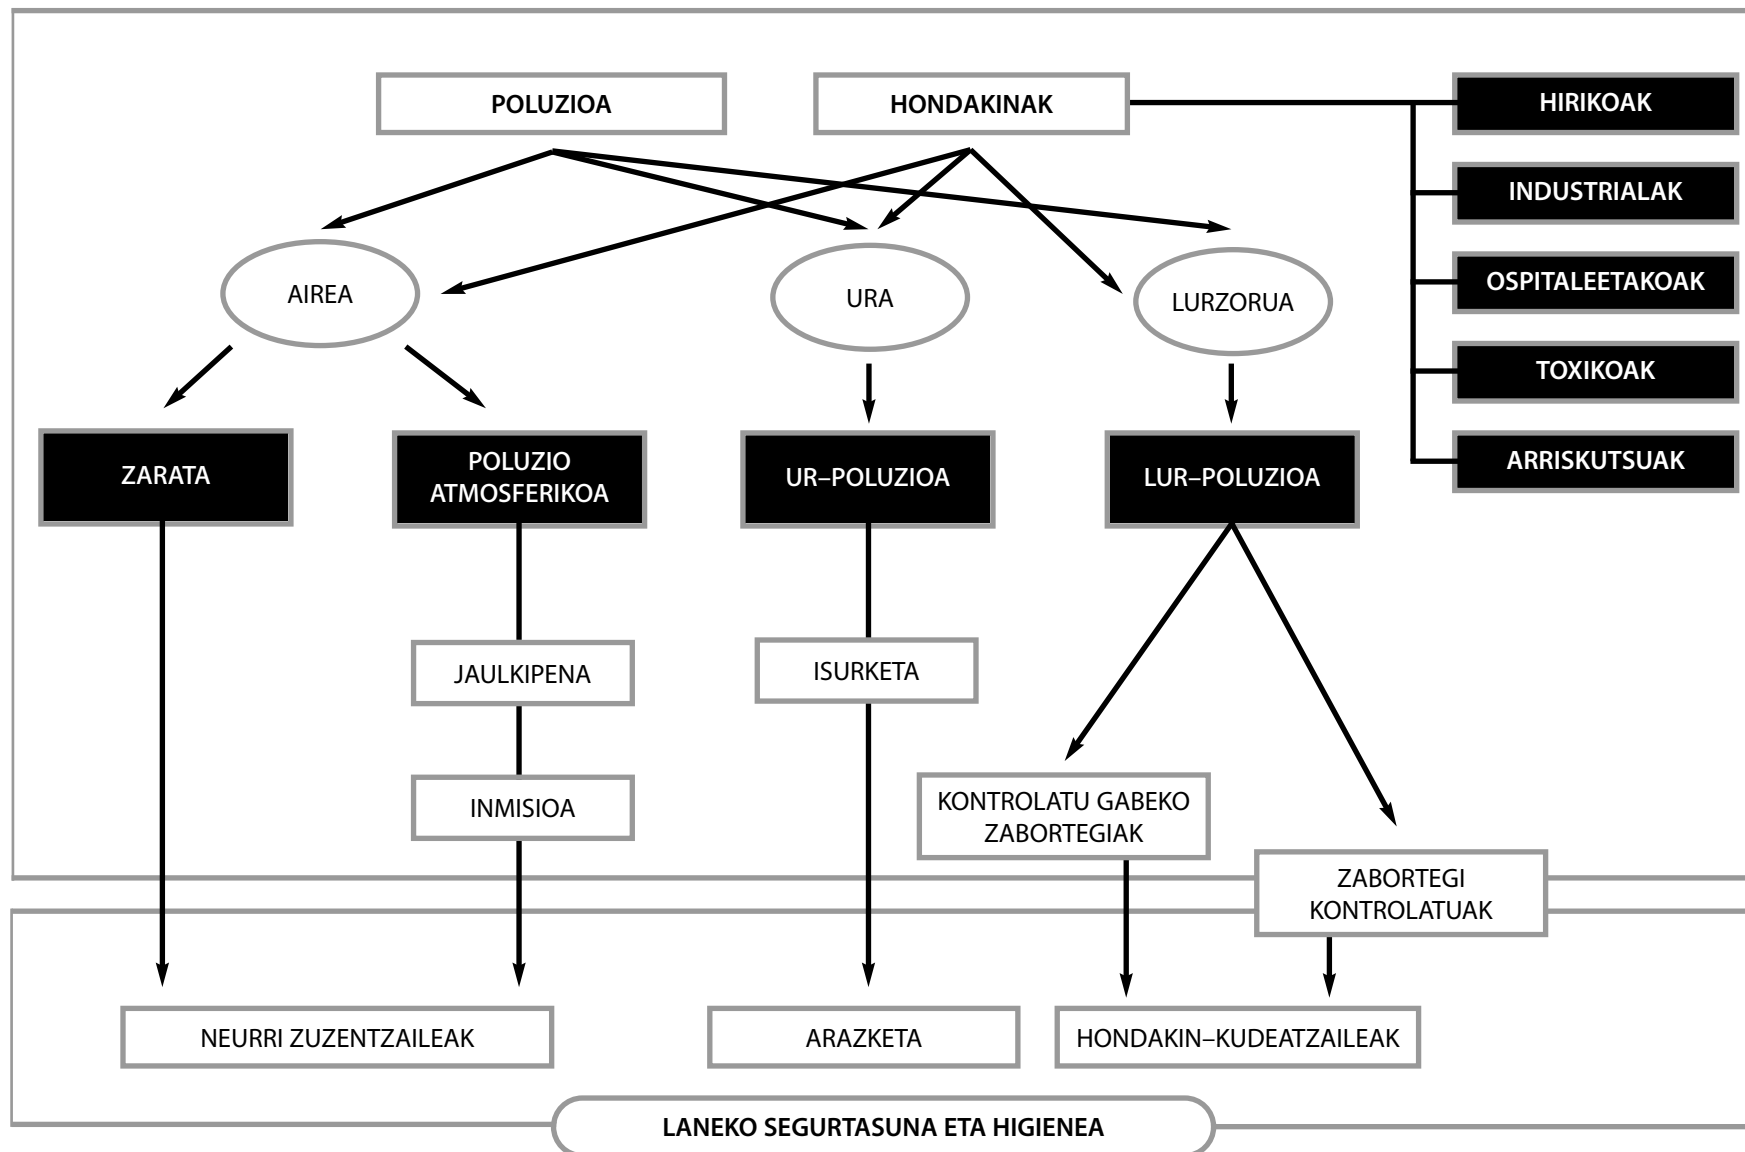 POLUZIOA
HONDAKINAK
HIRIKOAK
INDUSTRIALAK
OSPITALEETAKOAK
TOXIKOAK
ARRISKUTSUAK
AIREA
URA
LURZORUA
ZARATA
POLUZIO
ATMOSFERIKOA
UR–POLUZIOA
LUR–POLUZIOA
JAULKIPENA
ISURKETA
INMISIOA
KONTROLATU GABEKO
ZABORTEGIAK
ZABORTEGI
KONTROLATUAK
NEURRI ZUZENTZAILEAK
ARAZKETA
HONDAKIN–KUDEATZAILEAK
LANEKO SEGURTASUNA ETA HIGIENEA